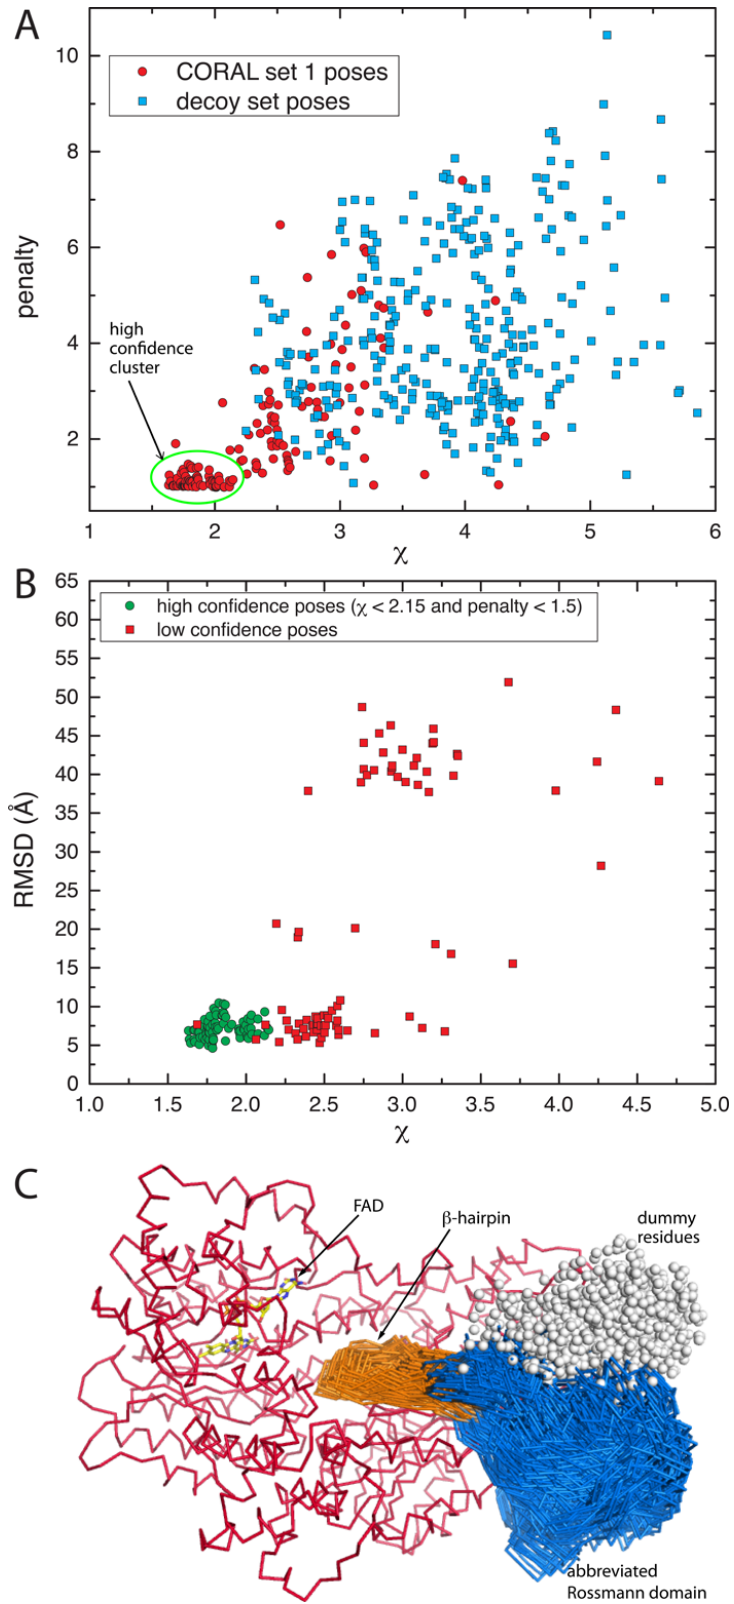 A
CORAL set 1 poses
decoy set poses
10
8
6
4
2
penalty
high
confidence
cluster
1 2 3 4 5 6
χ
B
high confidence poses (χ < 2.15 and penalty < 1.5)
low confidence poses
65
60
55
50
45
40
35
30
25
20
15
10
5
0
RMSD (Å)
1.0 1.5 2.0 2.5 3.0 3.5 4.0 4.5 5.0
χ
C
FAD
β-hairpin
dummy
residues
abbreviated
Rossmann domain